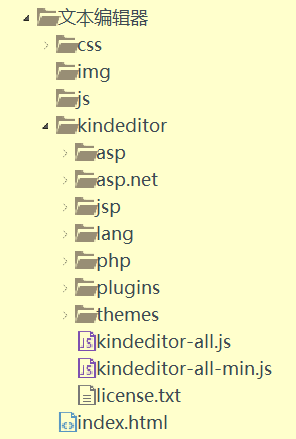 文本编辑器
css
img
js
kindeditor
asp
asp.net
jsp
lang
php
plugins
themes
kindeditor-all.js
kindeditor-all-min.js
license.txt
index.html